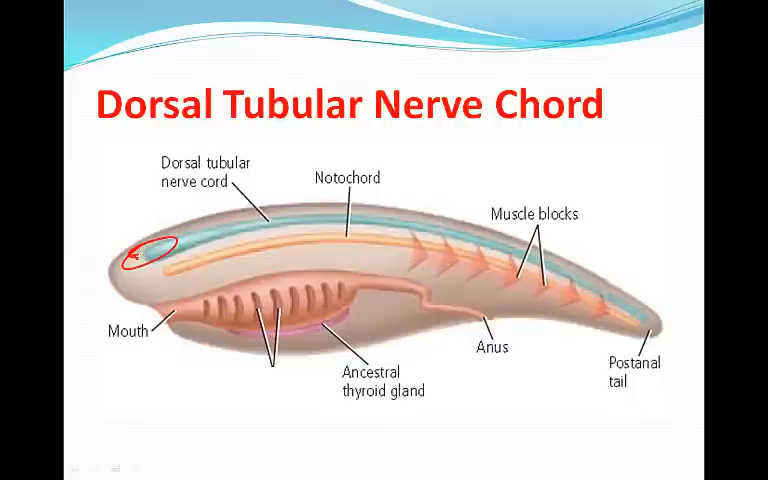 Dorsal Tubular Nerve Chord
Dorsal tubular
nerve cord
Notochord
Muscle blocks
Mouth
Ancestral
thyroid gland
Anus
Postanal
tail